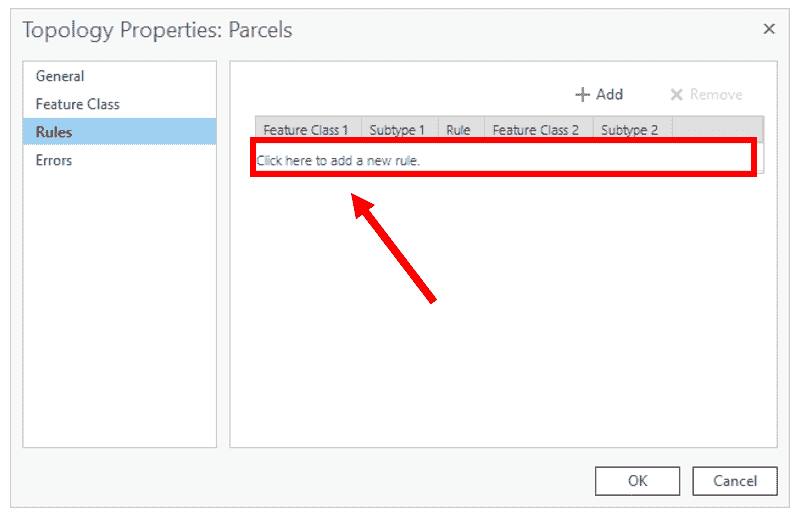 Topology Properties: Parcels
General
Feature Class
Rules
Errors
Add
Remove
Feature Class 1 Subtype 1 Rule Feature Class 2 Subtype 2
Click here to add a new rule.
OK Cancel